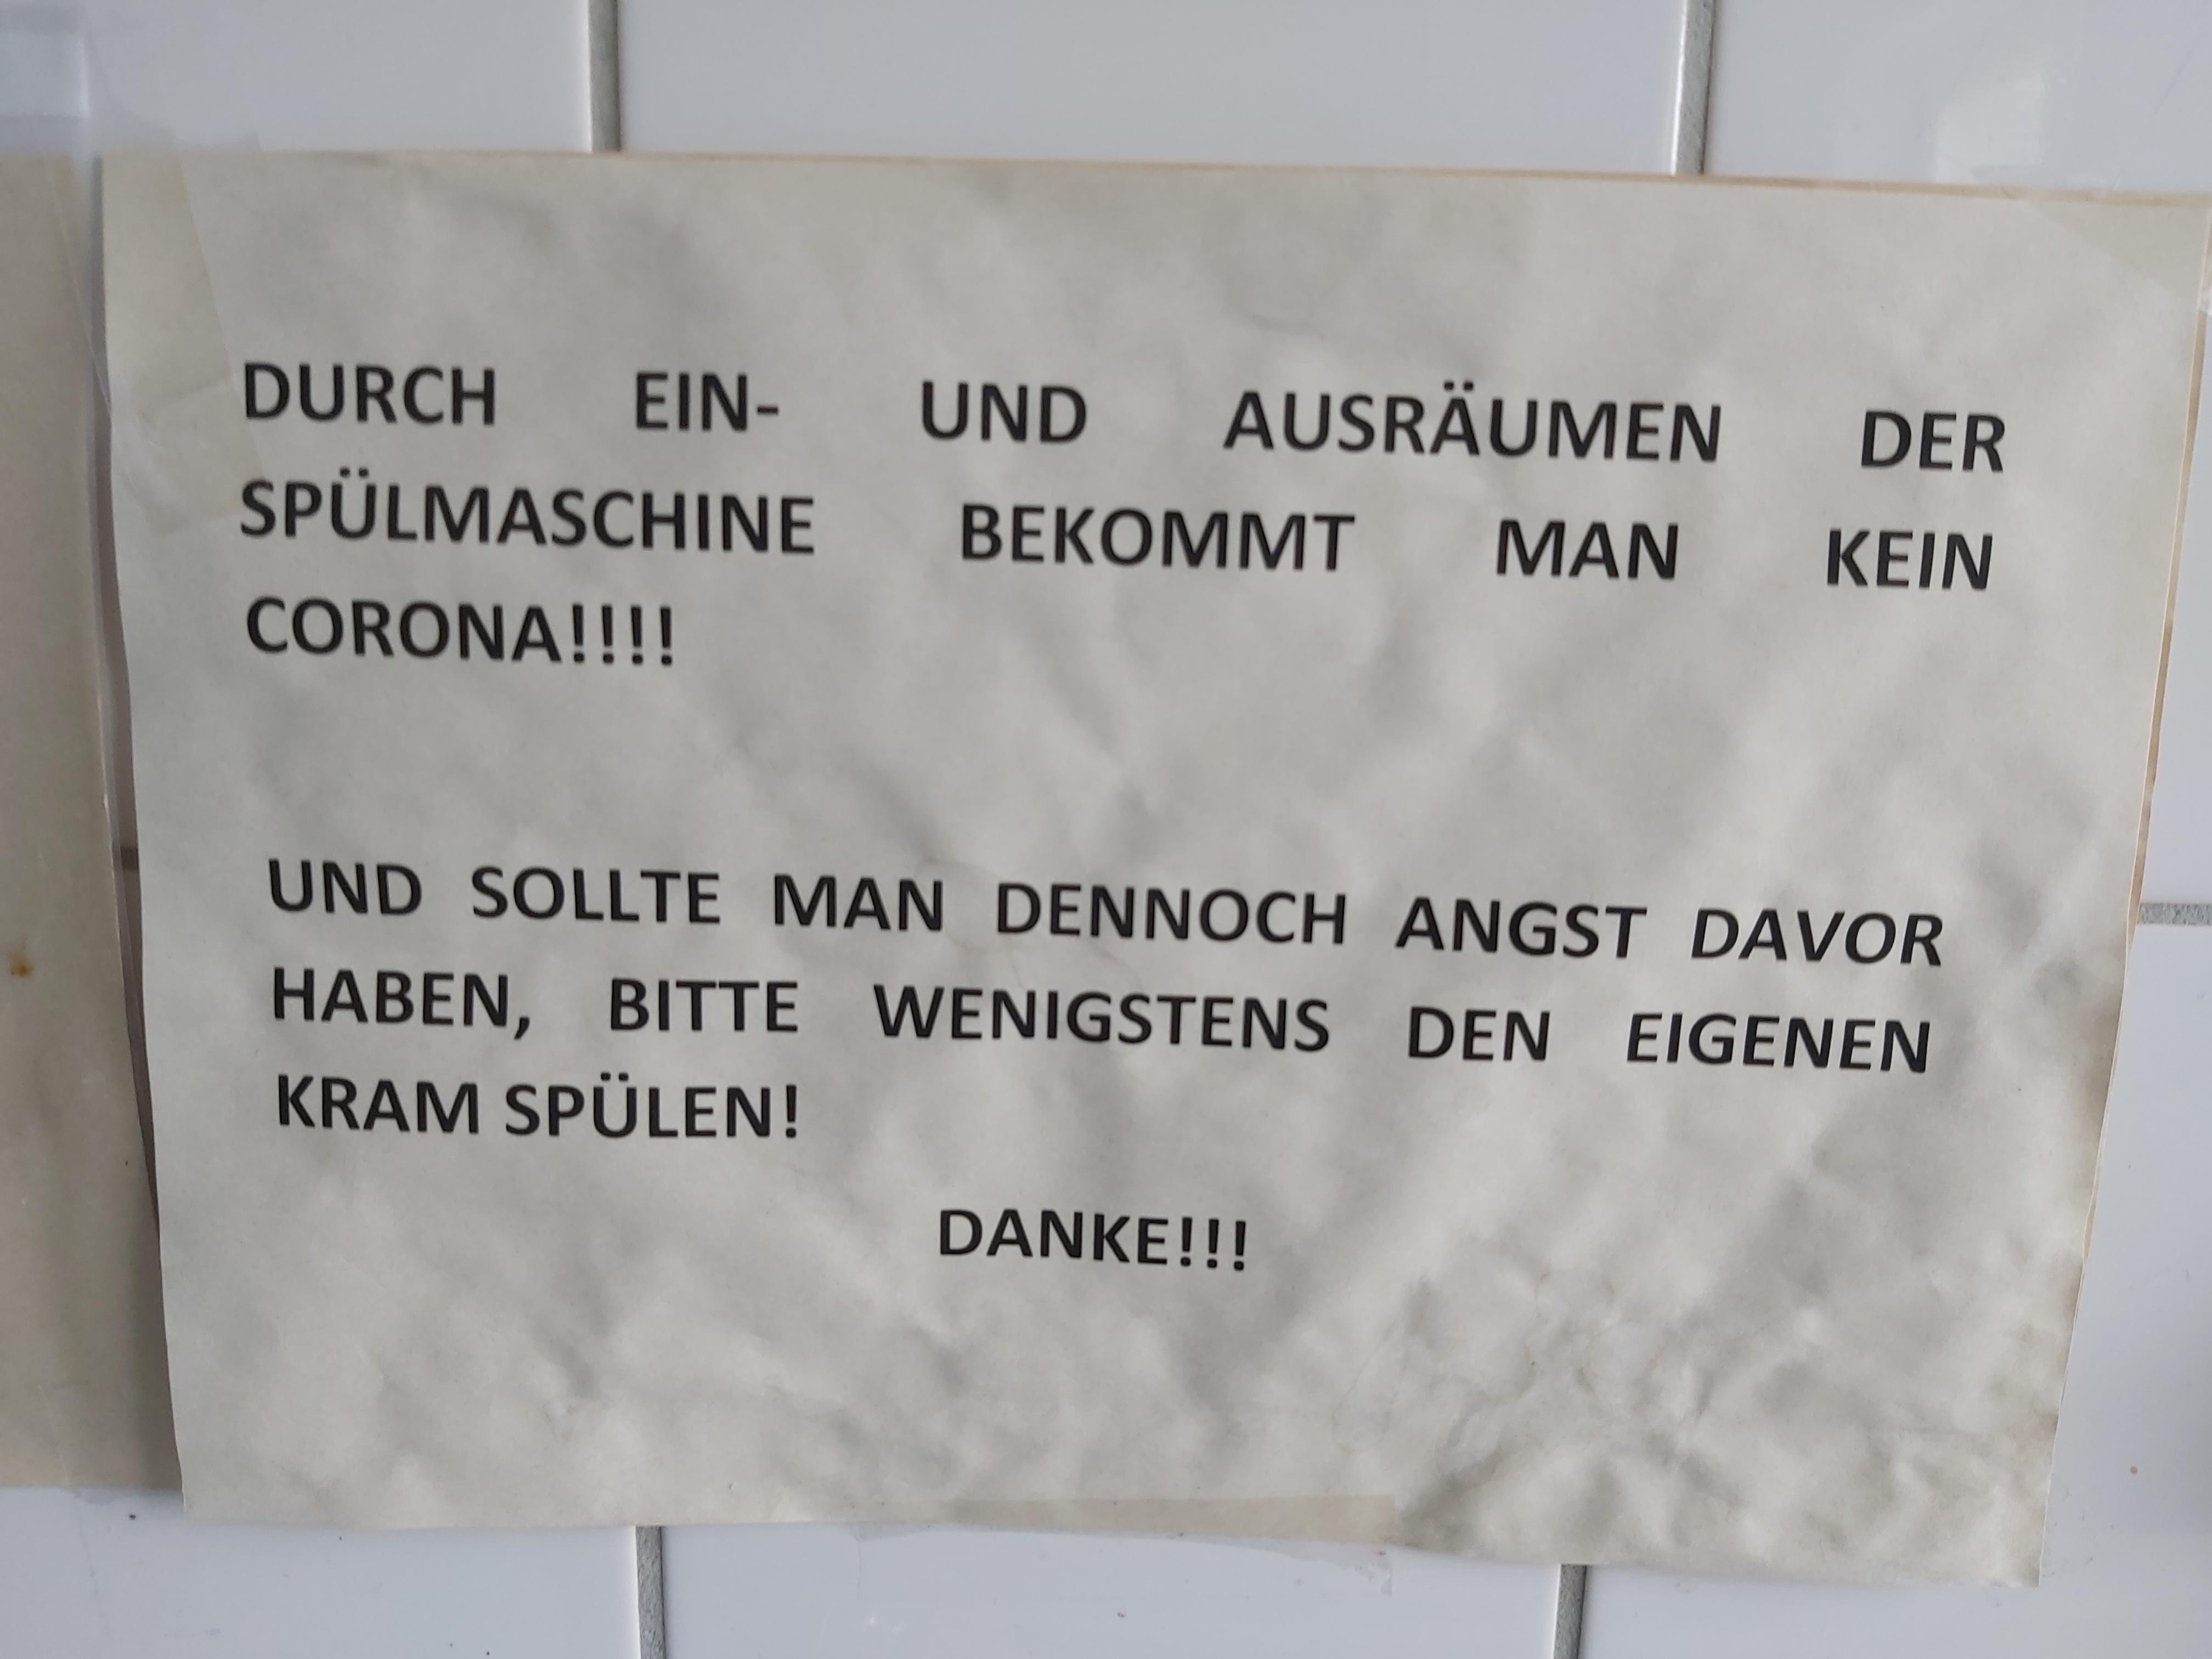 DURCH EIN- UND AUSRÄUMEN DER
SPÜLMASCHINE BEKOMMT MAN KEIN
CORONA!!!!
UND SOLLTE MAN DENNOCH ANGST DAVOR
HABEN, BITTE WENIGSTENS DEN EIGENEN
KRAM SPÜLEN!
DANKE!!!